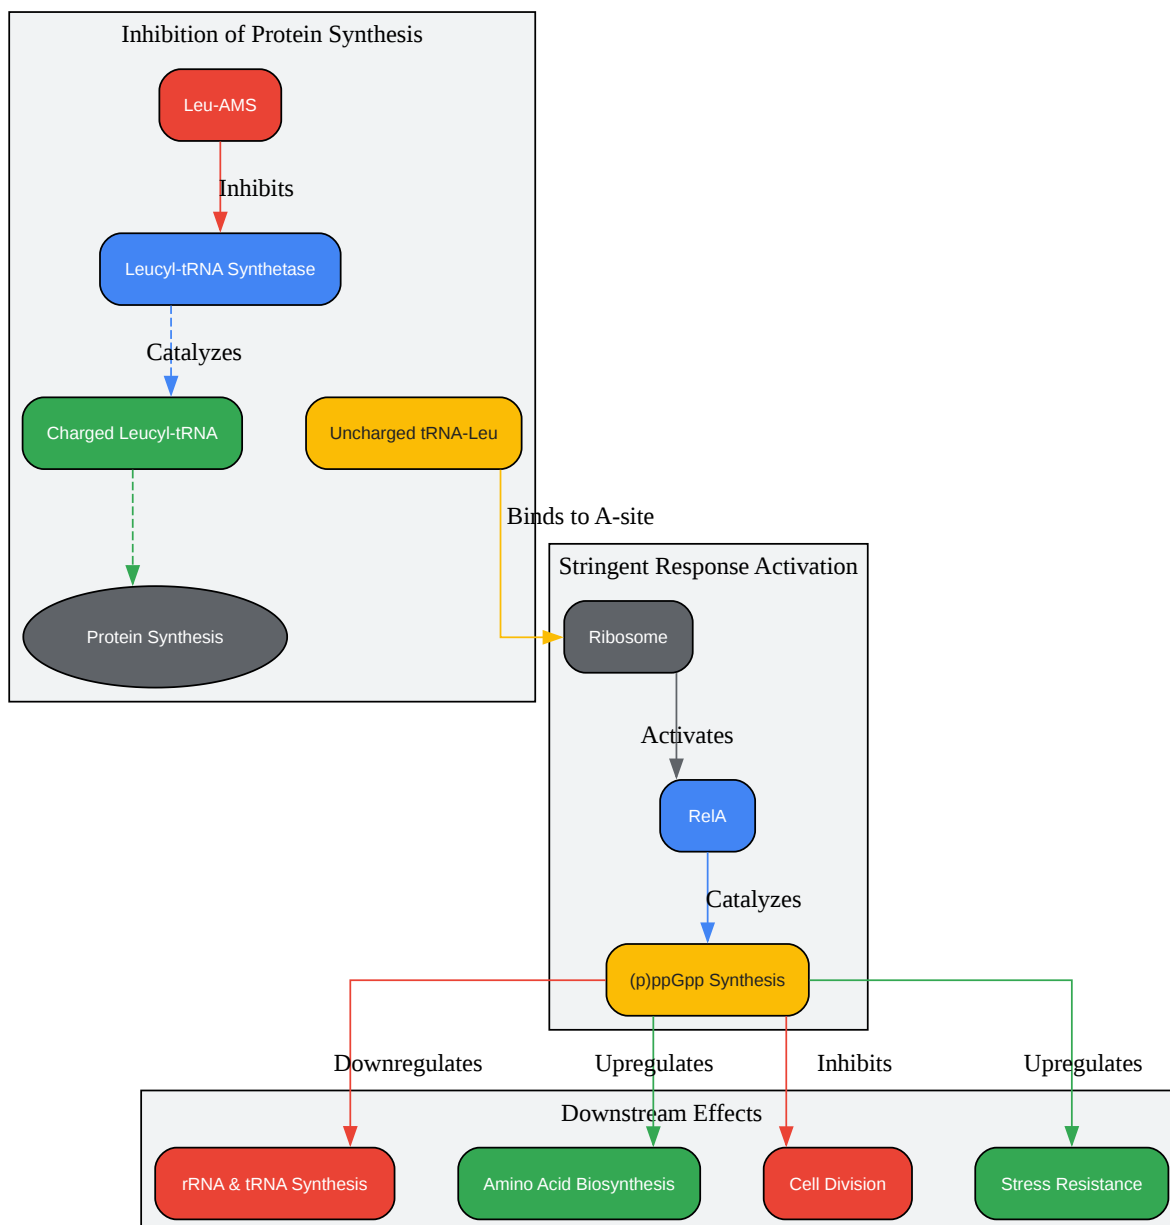 Inhibition of Protein Synthesis
Leu-AMS
Inhibits
Leucyl-tRNA Synthetase
Catalyzes
Charged Leucyl-tRNA
Uncharged tRNA-Leu
Binds to A-site
Stringent Response Activation
Protein Synthesis
Ribosome
Activates
RelA
Catalyzes
(p)ppGpp Synthesis
Downregulates
Upregulates
Inhibits
Upregulates
Downstream Effects
rRNA & tRNA Synthesis
Amino Acid Biosynthesis
Cell Division
Stress Resistance